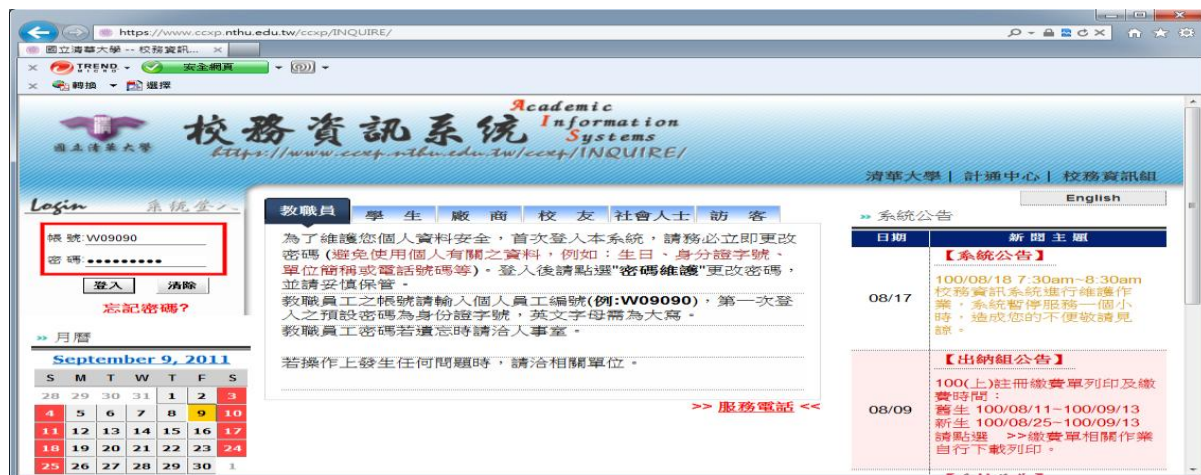 https://www.ccxp.nthu.edu.tw/ccxp/INQUIRE/
國立清華大學 -- 校務資訊...
TREND MICRO 安全網頁
轉換 選擇
國立清華大學
校務資訊系統
Academic
Information
Systems
https://www.ccxp.nthu.edu.tw/ccxp/INQUIRE/
清華大學| 計通中心| 校務資訊組
Login 系統登入
帳 號:W09090
密 碼:•••••••••
登入 清除
忘記密碼?
月曆
September 9, 2011
S M T W T F S
28 29 30 31 1 2 3
4 5 6 7 8 9 10
11 12 13 14 15 16 17
18 19 20 21 22 23 24
25 26 27 28 29 30 1
教職員 學 生 廠 商 校 友 社會人士 訪 客
為了維護您個人資料安全,首次登入本系統,請務必立即更改
密碼 (避免使用個人有關之資料,例如:生日、身分證字號、
單位簡稱或電話號碼等)。登入後請點選"密碼維護"更改密碼,
並請妥慎保管。
教職員工之帳號請輸入個人員工編號(例:W09090),第一次登
入之預設密碼為身份證字號,英文字母需為大寫。
教職員工密碼若遺忘時請洽人事室。
若操作上發生任何問題時,請洽相關單位。
>> 服務電話 <<
English
系統公告
日期 新 聞 主 題
08/17
【系統公告】
100/08/18 7:30am~8:30am
校務資訊系統進行維護作
業,系統暫停服務一個小
時,造成您的不便敬請見
諒。
08/09
【出納組公告】
100(上)註冊繳費單列印及繳
費時間:
舊生 100/08/11~100/09/13
新生 100/08/25~100/09/13
請點選 >>繳費單相關作業
自行下載列印。